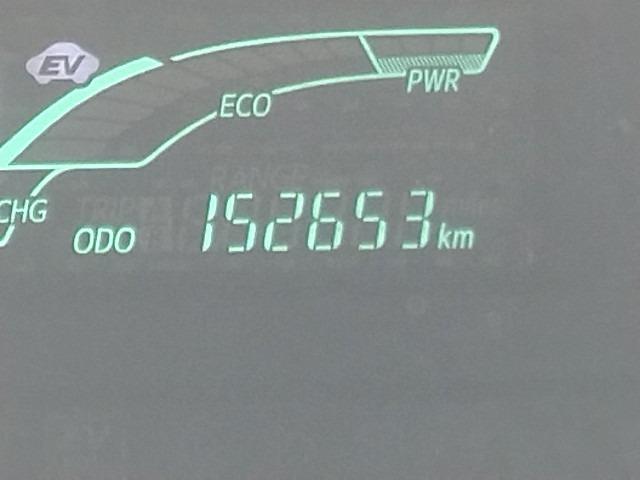 EV
PWR
ECO
CHG
ODO 152653 km